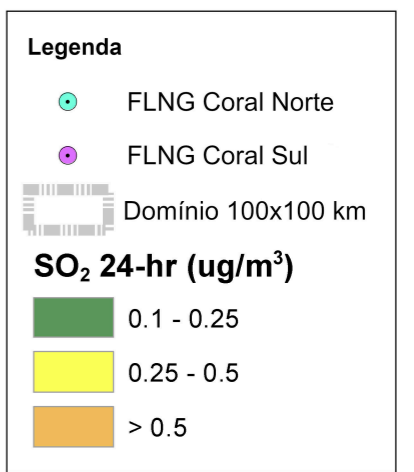 Legenda
FLNG Coral Norte
FLNG Coral Sul
Domínio 100x100 km
SO₂ 24-hr (ug/m³)
0.1 - 0.25
0.25 - 0.5
> 0.5